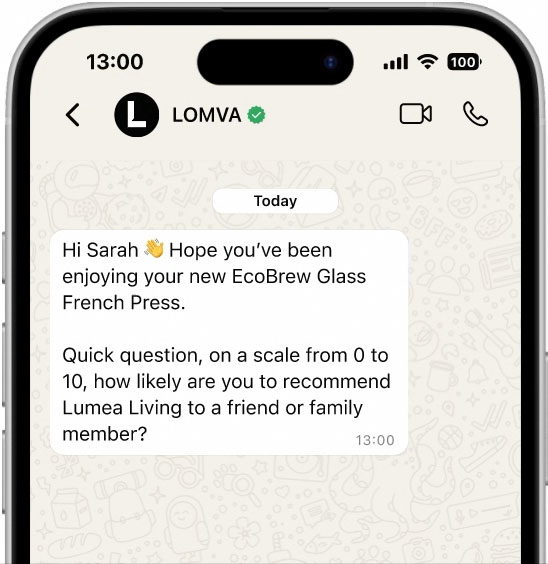 13:00
100
L LOMVA
Today
Hi Sarah 👋 Hope you’ve been
enjoying your new EcoBrew Glass
French Press.
Quick question, on a scale from 0 to
10, how likely are you to recommend
Lumea Living to a friend or family
member?
13:00